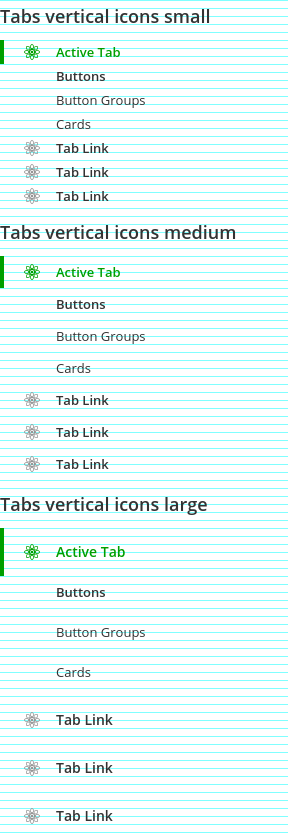 Tabs vertical icons small
Active Tab
Buttons
Button Groups
Cards
Tab Link
Tab Link
Tab Link
Tabs vertical icons medium
Active Tab
Buttons
Button Groups
Cards
Tab Link
Tab Link
Tab Link
Tabs vertical icons large
Active Tab
Buttons
Button Groups
Cards
Tab Link
Tab Link
Tab Link